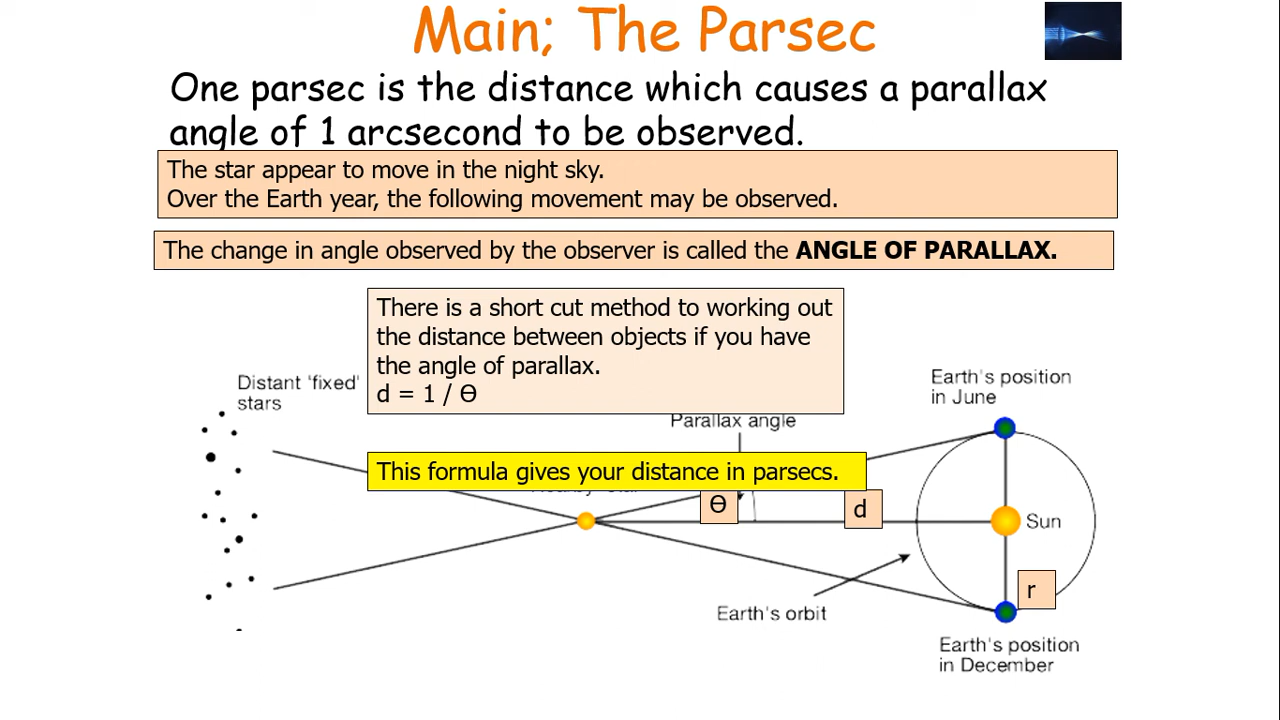 Main; The Parsec
One parsec is the distance which causes a parallax
angle of 1 arcsecond to be observed.
The star appear to move in the night sky.
Over the Earth year, the following movement may be observed.
The change in angle observed by the observer is called the ANGLE OF PARALLAX.
There is a short cut method to working out
the distance between objects if you have
the angle of parallax.
d = 1 / Ө
Distant 'fixed'
stars
Earth's position
in June
Parallax angle
This formula gives your distance in parsecs.
Ө
d
Sun
r
Earth's orbit
Earth's position
in December